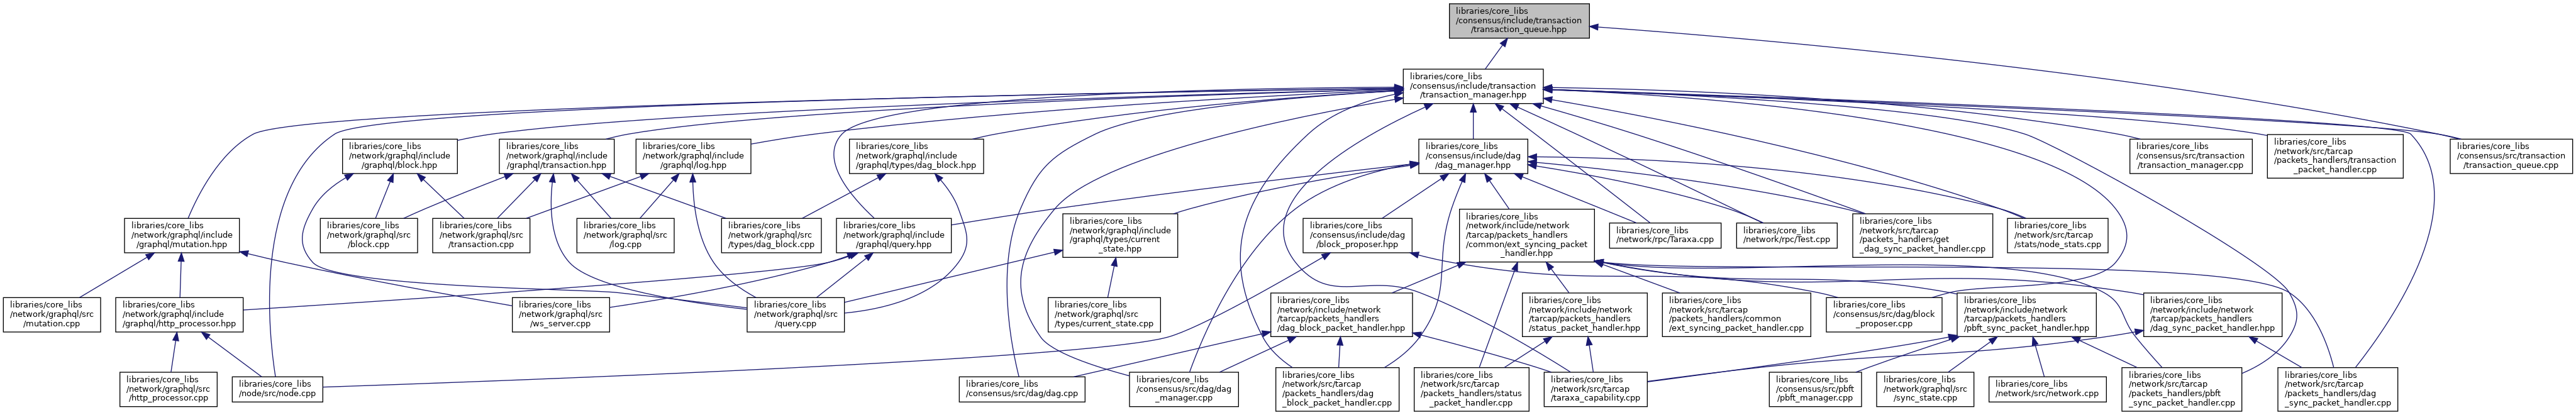 libraries/core_libs
/consensus/include/transaction
/transaction_queue.hpp
libraries/core_libs
/consensus/include/transaction
/transaction_manager.hpp
libraries/core_libs
/network/graphql/include
/graphql/block.hpp
libraries/core_libs
/network/graphql/include
/graphql/transaction.hpp
libraries/core_libs
/network/graphql/include
/graphql/log.hpp
libraries/core_libs
/network/graphql/include
/graphql/types/dag_block.hpp
libraries/core_libs
/consensus/include/dag
/dag_manager.hpp
libraries/core_libs
/consensus/src/transaction
/transaction_manager.cpp
libraries/core_libs
/network/src/tarcap
/packets_handlers/transaction
_packet_handler.cpp
libraries/core_libs
/consensus/src/transaction
/transaction_queue.cpp
libraries/core_libs
/network/graphql/include
/graphql/mutation.hpp
libraries/core_libs
/network/graphql/src
/block.cpp
libraries/core_libs
/network/graphql/src
/transaction.cpp
libraries/core_libs
/network/graphql/src
/log.cpp
libraries/core_libs
/network/graphql/src
/types/dag_block.cpp
libraries/core_libs
/network/graphql/include
/graphql/query.hpp
libraries/core_libs
/network/graphql/include
/graphql/types/current
_state.hpp
libraries/core_libs
/consensus/include/dag
/block_proposer.hpp
libraries/core_libs
/network/include/network
/tarcap/packets_handlers
/common/ext_syncing_packet
_handler.hpp
libraries/core_libs
/network/rpc/Taraxa.cpp
libraries/core_libs
/network/rpc/Test.cpp
libraries/core_libs
/network/src/tarcap
/packets_handlers/get
_dag_sync_packet_handler.cpp
libraries/core_libs
/network/src/tarcap
/stats/node_stats.cpp
libraries/core_libs
/network/graphql/src
/mutation.cpp
libraries/core_libs
/network/graphql/include
/graphql/http_processor.hpp
libraries/core_libs
/network/graphql/src
/ws_server.cpp
libraries/core_libs
/network/graphql/src
/query.cpp
libraries/core_libs
/network/graphql/src
/types/current_state.cpp
libraries/core_libs
/network/include/network
/tarcap/packets_handlers
/dag_block_packet_handler.hpp
libraries/core_libs
/network/include/network
/tarcap/packets_handlers
/status_packet_handler.hpp
libraries/core_libs
/network/src/tarcap
/packets_handlers/common
/ext_syncing_packet_handler.cpp
libraries/core_libs
/consensus/src/dag/block
_proposer.cpp
libraries/core_libs
/network/include/network
/tarcap/packets_handlers
/pbft_sync_packet_handler.hpp
libraries/core_libs
/network/include/network
/tarcap/packets_handlers
/dag_sync_packet_handler.hpp
libraries/core_libs
/network/graphql/src
/http_processor.cpp
libraries/core_libs
/node/src/node.cpp
libraries/core_libs
/consensus/src/dag/dag.cpp
libraries/core_libs
/consensus/src/dag/dag
_manager.cpp
libraries/core_libs
/network/src/tarcap
/packets_handlers/dag
_block_packet_handler.cpp
libraries/core_libs
/network/src/tarcap
/packets_handlers/status
_packet_handler.cpp
libraries/core_libs
/network/src/tarcap
/taraxa_capability.cpp
libraries/core_libs
/consensus/src/pbft
/pbft_manager.cpp
libraries/core_libs
/network/graphql/src
/sync_state.cpp
libraries/core_libs
/network/src/network.cpp
libraries/core_libs
/network/src/tarcap
/packets_handlers/pbft
_sync_packet_handler.cpp
libraries/core_libs
/network/src/tarcap
/packets_handlers/dag
_sync_packet_handler.cpp